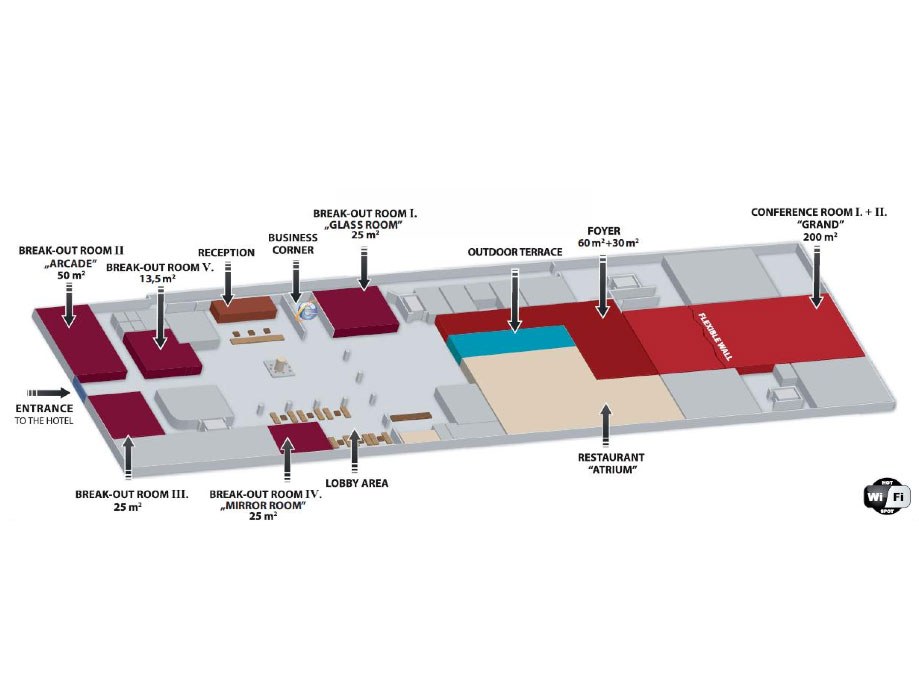 BREAK-OUT ROOM II
„ARCADE”
50 m²
BREAK-OUT ROOM V.
13,5 m²
RECEPTION
BUSINESS
CORNER
BREAK-OUT ROOM I.
„GLASS ROOM”
25 m²
OUTDOOR TERRACE
FOYER
60 m²+30 m²
CONFERENCE ROOM I. + II.
“GRAND”
200 m²
FLEXIBLE WALL
ENTRANCE
TO THE HOTEL
BREAK-OUT ROOM III.
25 m²
BREAK-OUT ROOM IV.
„MIRROR ROOM”
25 m²
LOBBY AREA
RESTAURANT
“ATRIUM”
HOT
Wi Fi
SPOT